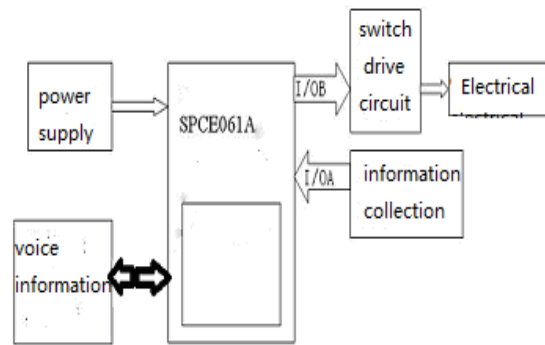 power
supply
SPCE061A
I/OB
switch
drive
circuit
Electrical
I/OA
information
collection
voice
information